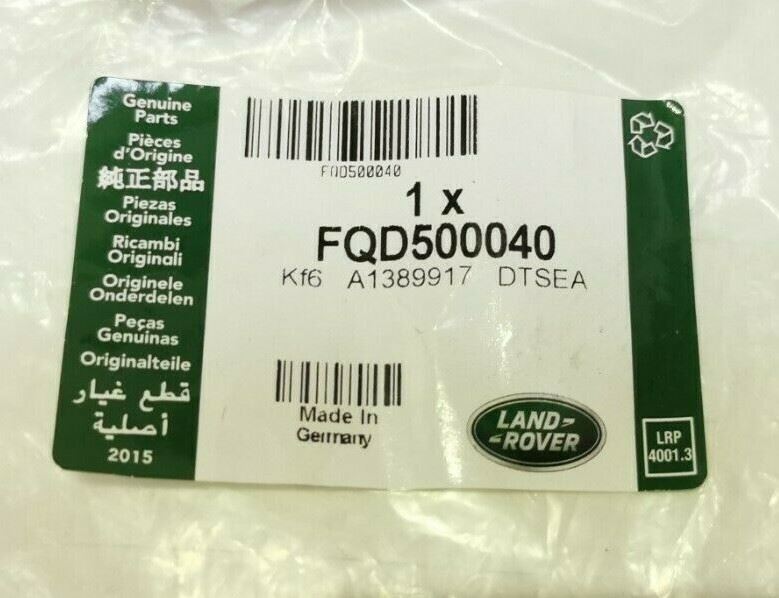 Genuine
Parts
Pièces
d'Origine
純正部品
Piezas
Originales
Ricambi
Originali
Originele
Onderdelen
Peças
Genuinas
Originalteile
قطع غيار
أصلية
2015
FQD500040
1 x
FQD500040
Kf6 A1389917 DTSEA
Made In
Germany
LAND-
-ROVER
LRP
4001.3